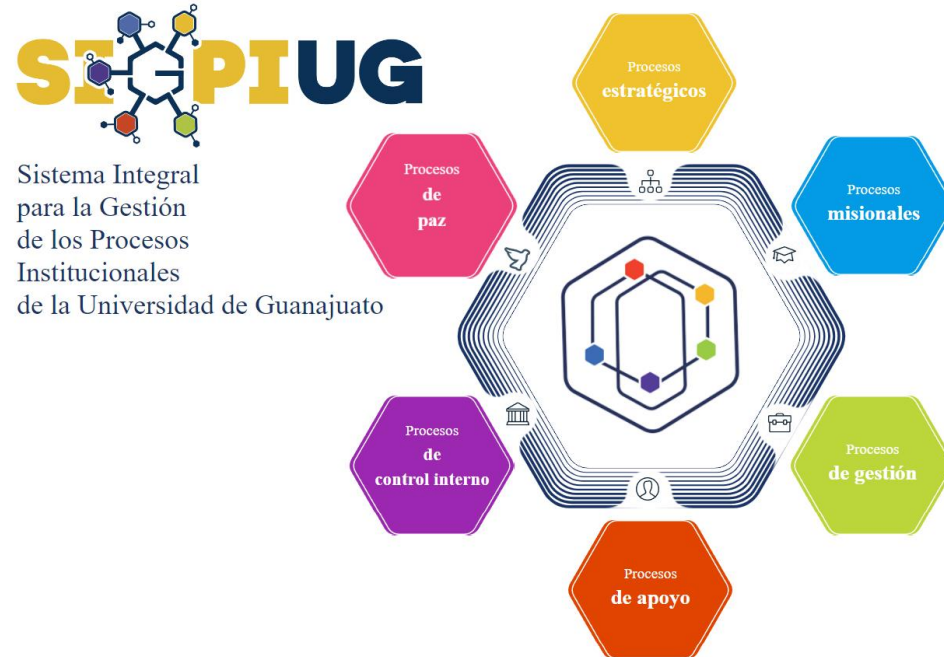 SIGPIUG
Sistema Integral
para la Gestión
de los Procesos
Institucionales
de la Universidad de Guanajuato
Procesos
estratégicos
Procesos
misionales
Procesos
de gestión
Procesos
de apoyo
Procesos
de
control interno
Procesos
de
paz